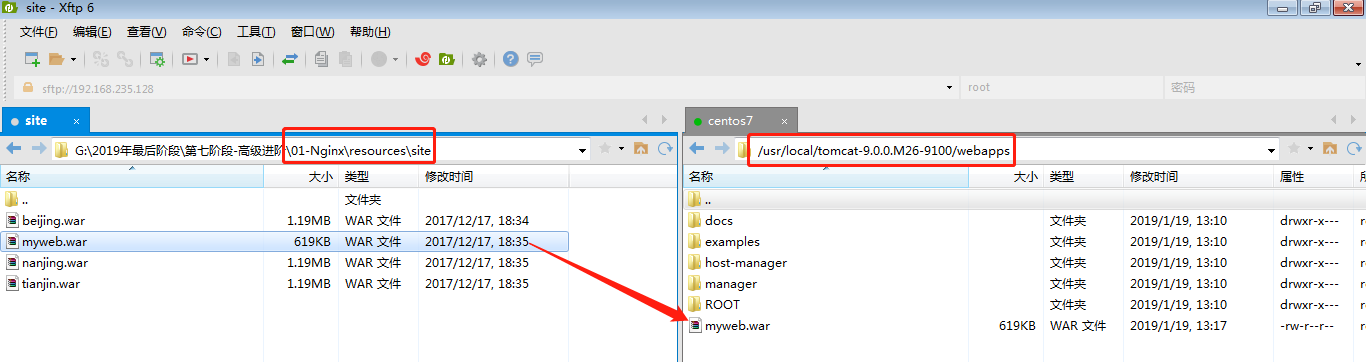 site - Xftp 6
文件(F) 编辑(E) 查看(V) 命令(C) 工具(T) 窗口(W) 帮助(H)
sftp://192.168.235.128 root 密码
site × centos7 ×
G:\2019年最后阶段\第七阶段-高级进阶\01-Nginx\resources\site /usr/local/tomcat-9.0.0.M26-9100/webapps
名称 大小 类型 修改时间 名称 大小 类型 修改时间 属性
.. 文件夹 ..
beijing.war 1.19MB WAR 文件 2017/12/17, 18:34 docs 文件夹 2019/1/19, 13:10 drwxr-x---
myweb.war 619KB WAR 文件 2017/12/17, 18:35 examples 文件夹 2019/1/19, 13:10 drwxr-x---
nanjing.war 1.19MB WAR 文件 2017/12/17, 18:35 host-manager 文件夹 2019/1/19, 13:10 drwxr-x---
tianjin.war 1.19MB WAR 文件 2017/12/17, 18:35 manager 文件夹 2019/1/19, 13:10 drwxr-x---
ROOT 文件夹 2019/1/19, 13:10 drwxr-x---
myweb.war 619KB WAR 文件 2019/1/19, 13:17 -rw-r--r--